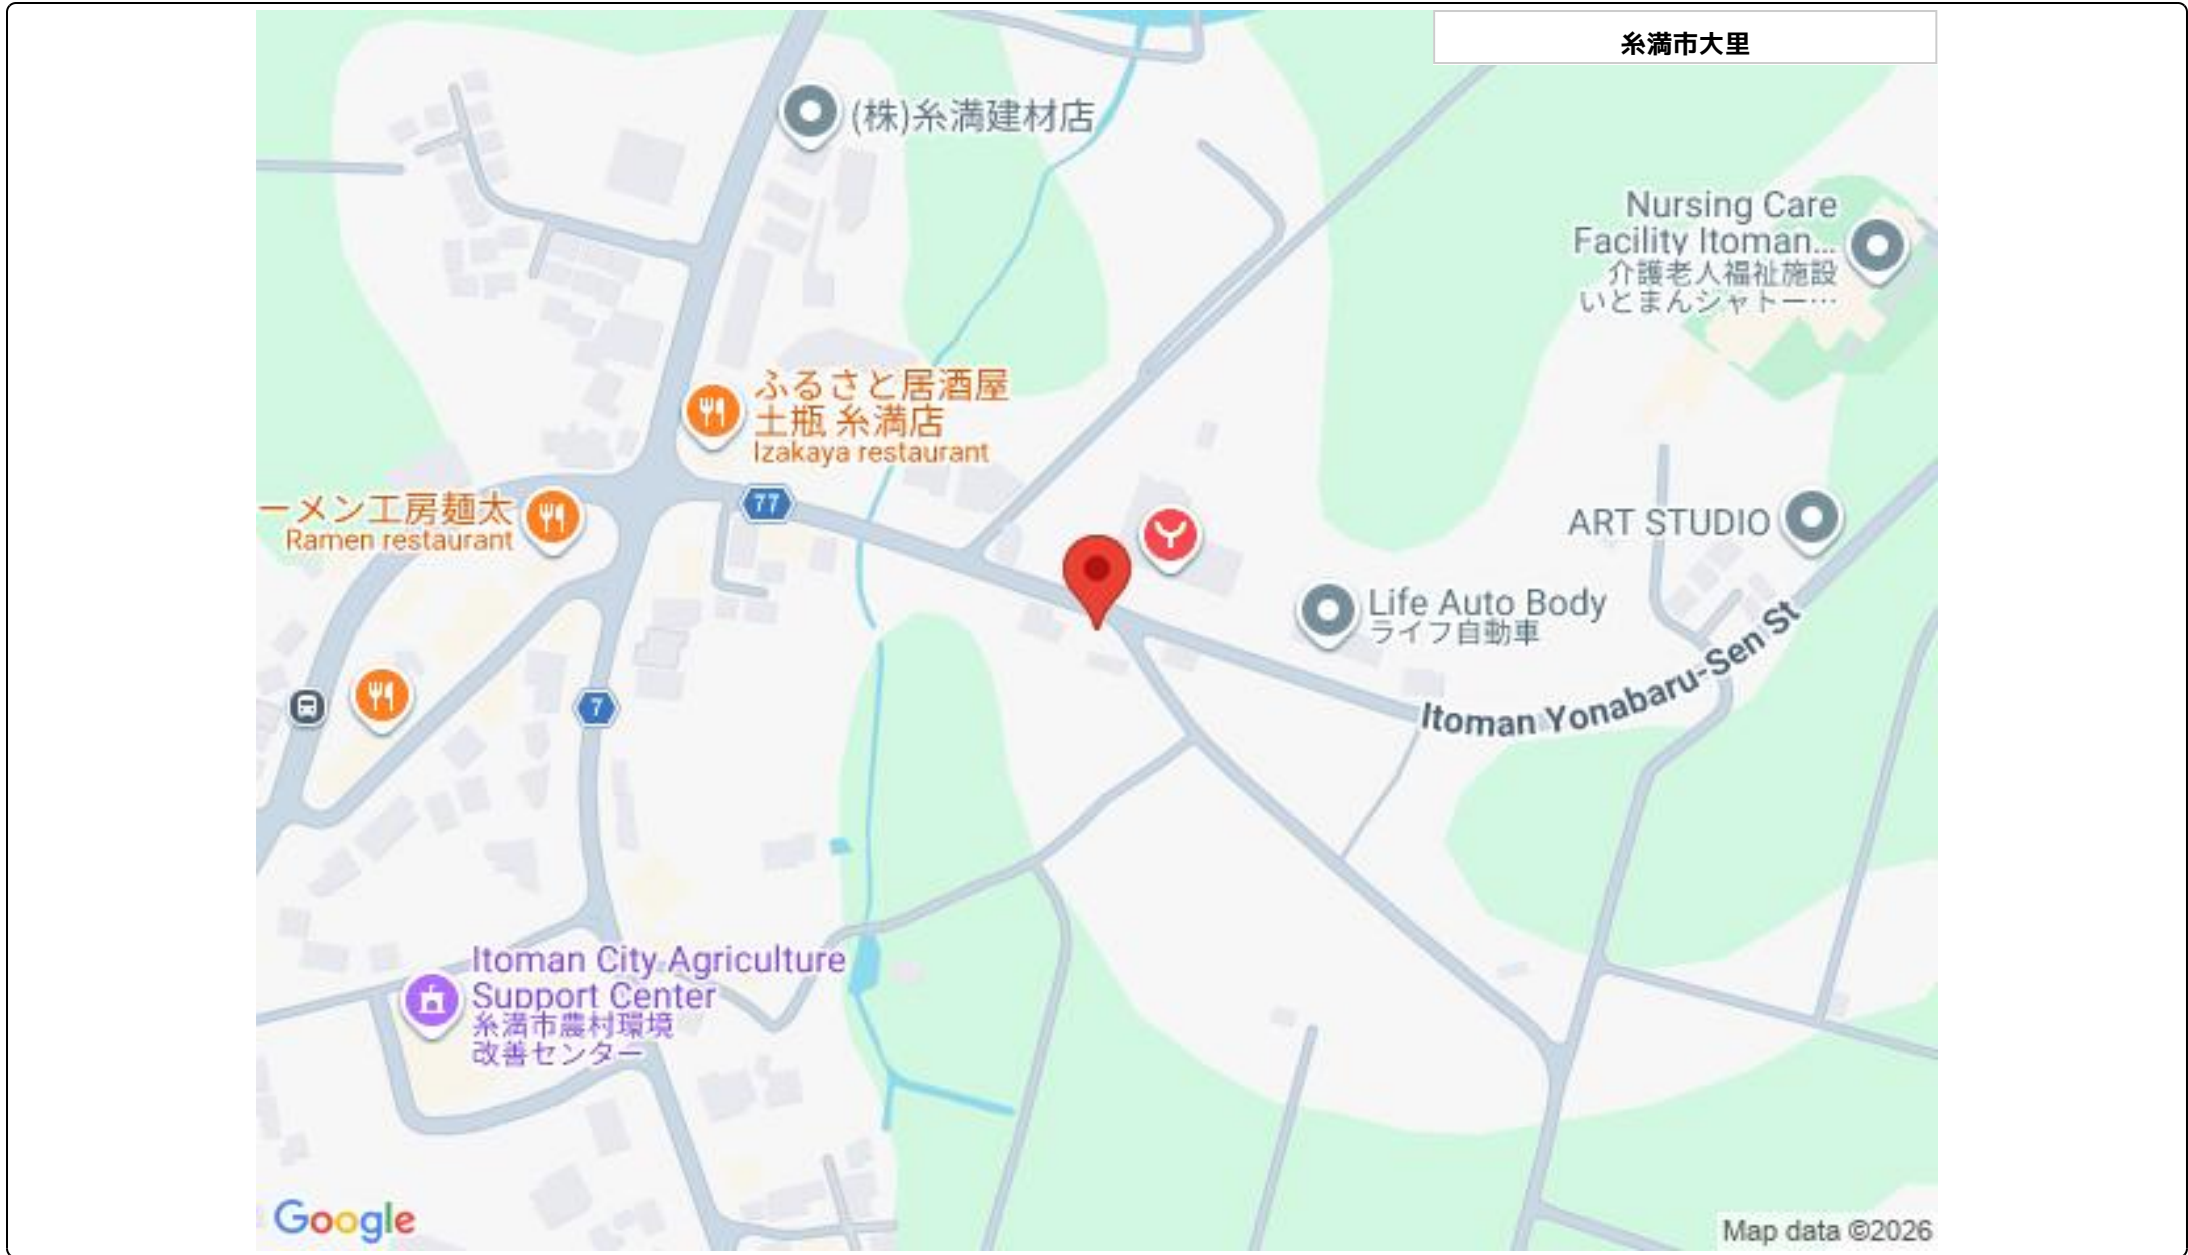 糸満市大里
(株)糸満建材店
Nursing Care
Facility Itoman...
介護老人福祉施設
いとまんシャトー…
ふるさと居酒屋
土瓶 糸満店
Izakaya restaurant
ーメン工房麺太
Ramen restaurant
77
ART STUDIO
Life Auto Body
ライフ自動車
Itoman Yonabaru-Sen St
7
Itoman City Agriculture
Support Center
糸満市農村環境
改善センター
Google
Map data ©2026